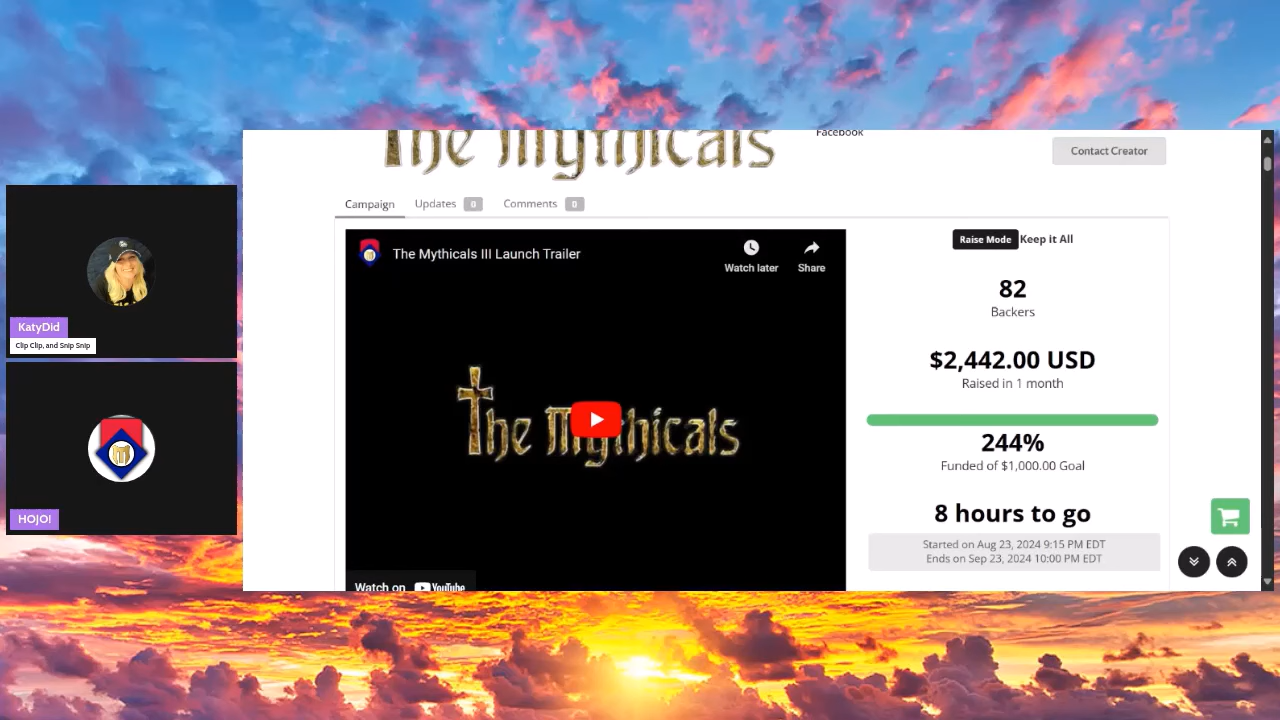 The Mythicals
Facebook
Contact Creator
Campaign
Updates 0
Comments 0
The Mythicals III Launch Trailer
Watch later
Share
The Mythicals
Watch on YouTube
Raise Mode Keep it All
82
Backers
$2,442.00 USD
Raised in 1 month
244%
Funded of $1,000.00 Goal
8 hours to go
Started on Aug 23, 2024 9:15 PM EDT
Ends on Sep 23, 2024 10:00 PM EDT
KatyDid
Clip Clip, and Snip Snip
HOJO!